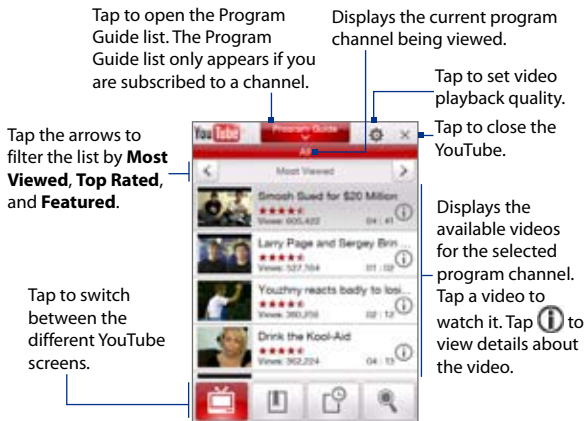 Tap to open the Program
Guide list. The Program
Guide list only appears if you
are subscribed to a channel.
Displays the current program
channel being viewed.
Tap to set video
playback quality.
Tap to close the
YouTube.
Tap the arrows to
filter the list by Most
Viewed, Top Rated,
and Featured.
You Tube
Program Guide
All
Most Viewed
Smosh Sued for $20 Million
Views: 605,422 04 : 41
Larry Page and Sergey Brin ...
Views: 527,764 01 : 02
Youzhny reacts badly to losi...
Views: 360,256 02 : 12
Drink the Kool-Aid
Views: 362,224 04 : 13
Displays the
available videos
for the selected
program channel.
Tap a video to
watch it. Tap i to
view details about
the video.
Tap to switch
between the
different YouTube
screens.